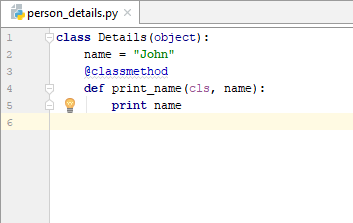 person_details.py
1 class Details(object):
2 name = "John"
3 @classmethod
4 def print_name(cls, name):
5 print name
6